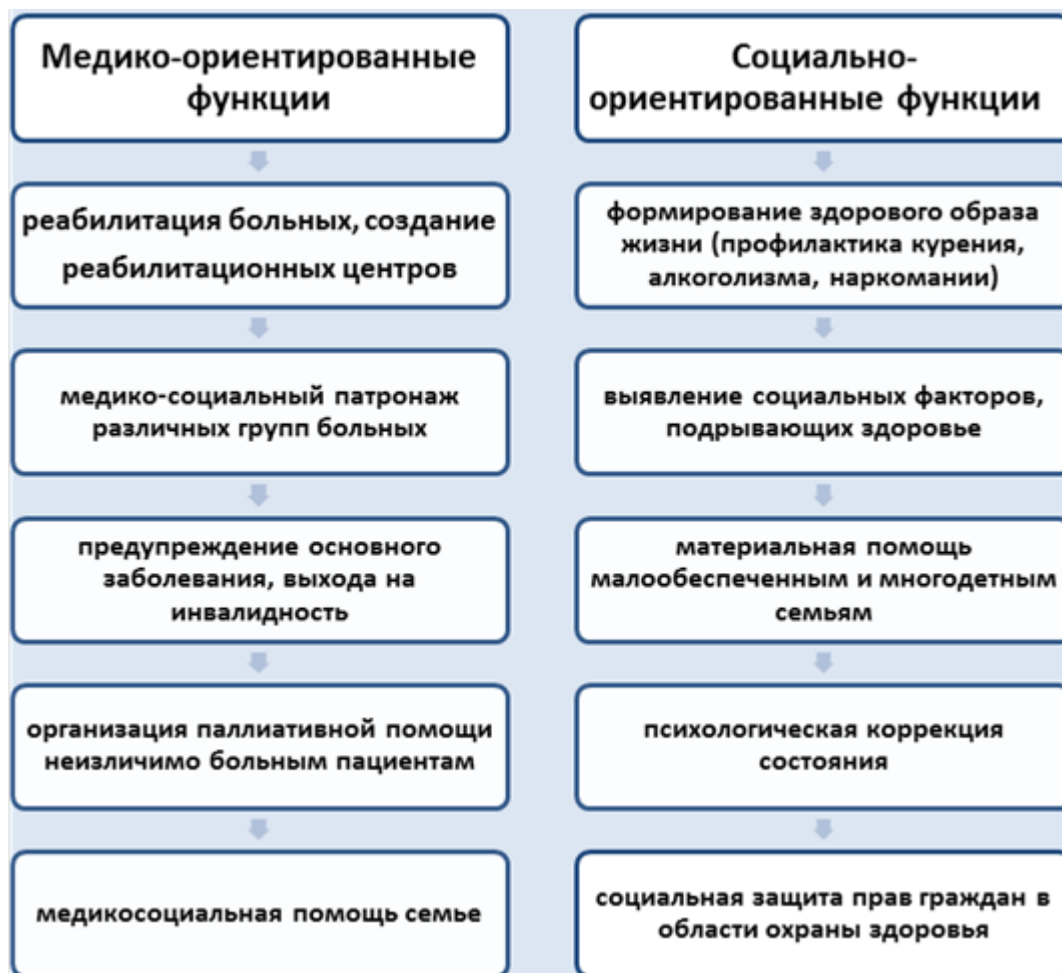 Медико-ориентированные
функции
реабилитация больных, создание
реабилитационных центров
медико-социальный патронаж
различных групп больных
предупреждение основного
заболевания, выхода на
инвалидность
организация паллиативной помощи
неизлечимо больным пациентам
медикосоциальная помощь семье
Социально-
ориентированные функции
формирование здорового образа
жизни (профилактика курения,
алкоголизма, наркомании)
выявление социальных факторов,
подрывающих здоровье
материальная помощь
малообеспеченным и многодетным
семьям
психологическая коррекция
состояния
социальная защита прав граждан в
области охраны здоровья